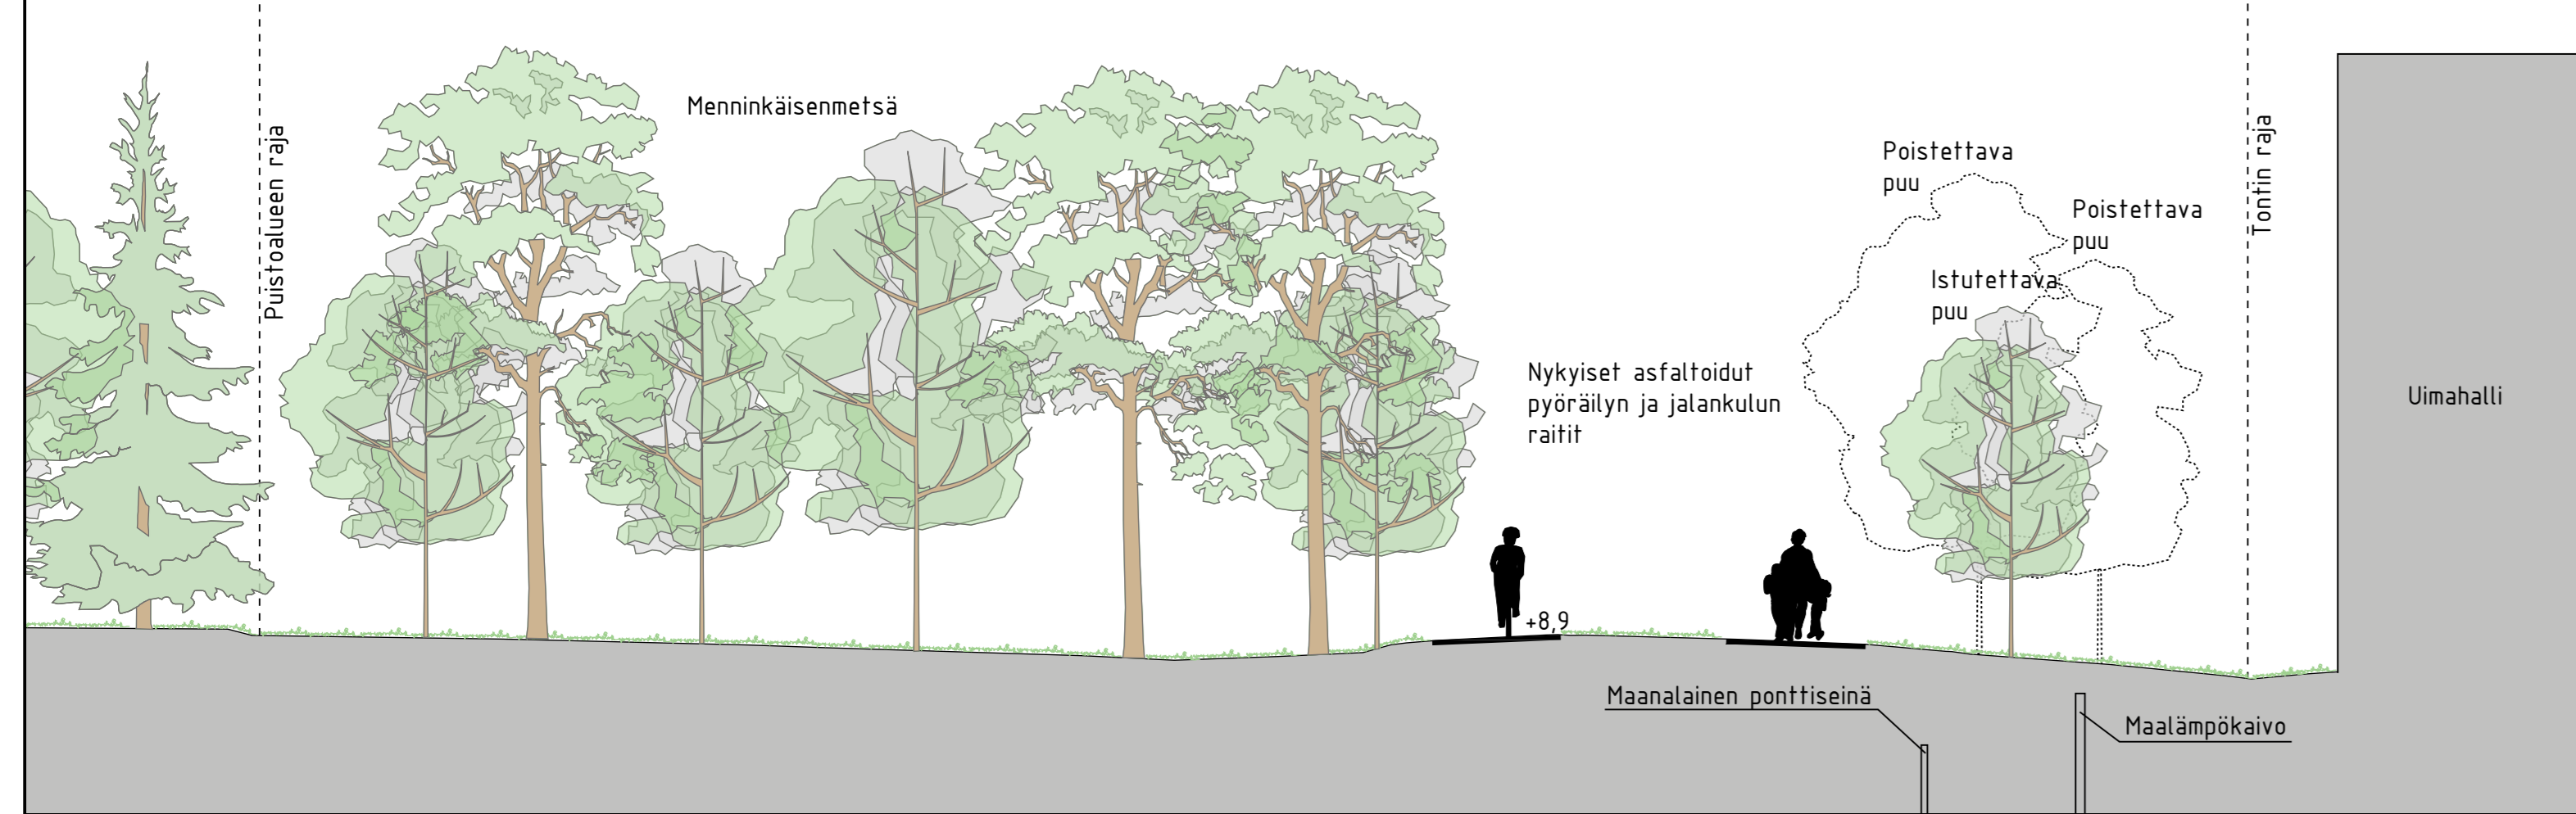 Puistoalueen raja
Menninkäisenmetsä
Nykyiset asfaltoidut
pyöräilyn ja jalankulun
raitit
+8,9
Poistettava
puu
Poistettava
puu
Istutettava
puu
Tontin raja
Uimahalli
Maanalainen ponttiseinä
Maalämpökaivo